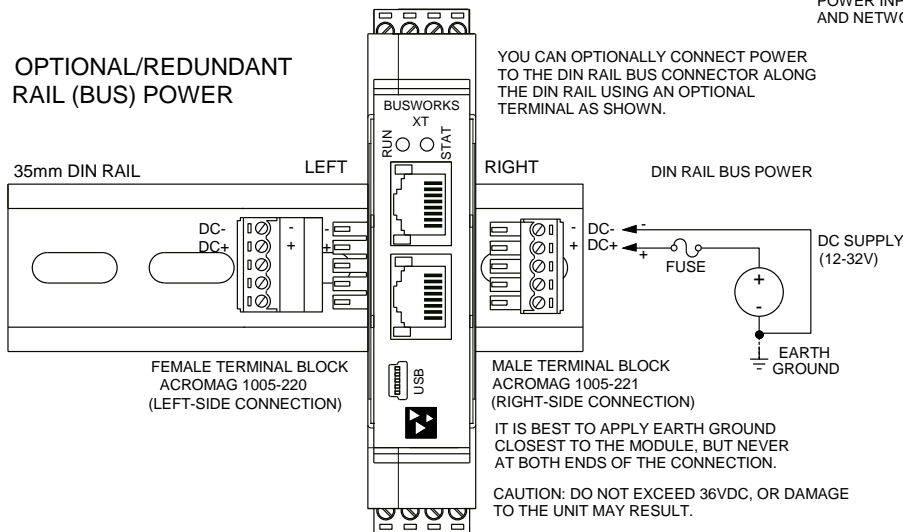 POWER INP
AND NETWO
OPTIONAL/REDUNDANT
RAIL (BUS) POWER
YOU CAN OPTIONALLY CONNECT POWER
TO THE DIN RAIL BUS CONNECTOR ALONG
THE DIN RAIL USING AN OPTIONAL
TERMINAL AS SHOWN.
BUSWORKS
XT
RUN
STAT
35mm DIN RAIL
LEFT
RIGHT
DIN RAIL BUS POWER
DC- - -
DC+ + +
- DC- -
+ DC+ +
FUSE
DC SUPPLY
(12-32V)
+
-
EARTH
GROUND
USB
FEMALE TERMINAL BLOCK
ACROMAG 1005-220
(LEFT-SIDE CONNECTION)
MALE TERMINAL BLOCK
ACROMAG 1005-221
(RIGHT-SIDE CONNECTION)
IT IS BEST TO APPLY EARTH GROUND
CLOSEST TO THE MODULE, BUT NEVER
AT BOTH ENDS OF THE CONNECTION.
CAUTION: DO NOT EXCEED 36VDC, OR DAMAGE
TO THE UNIT MAY RESULT.